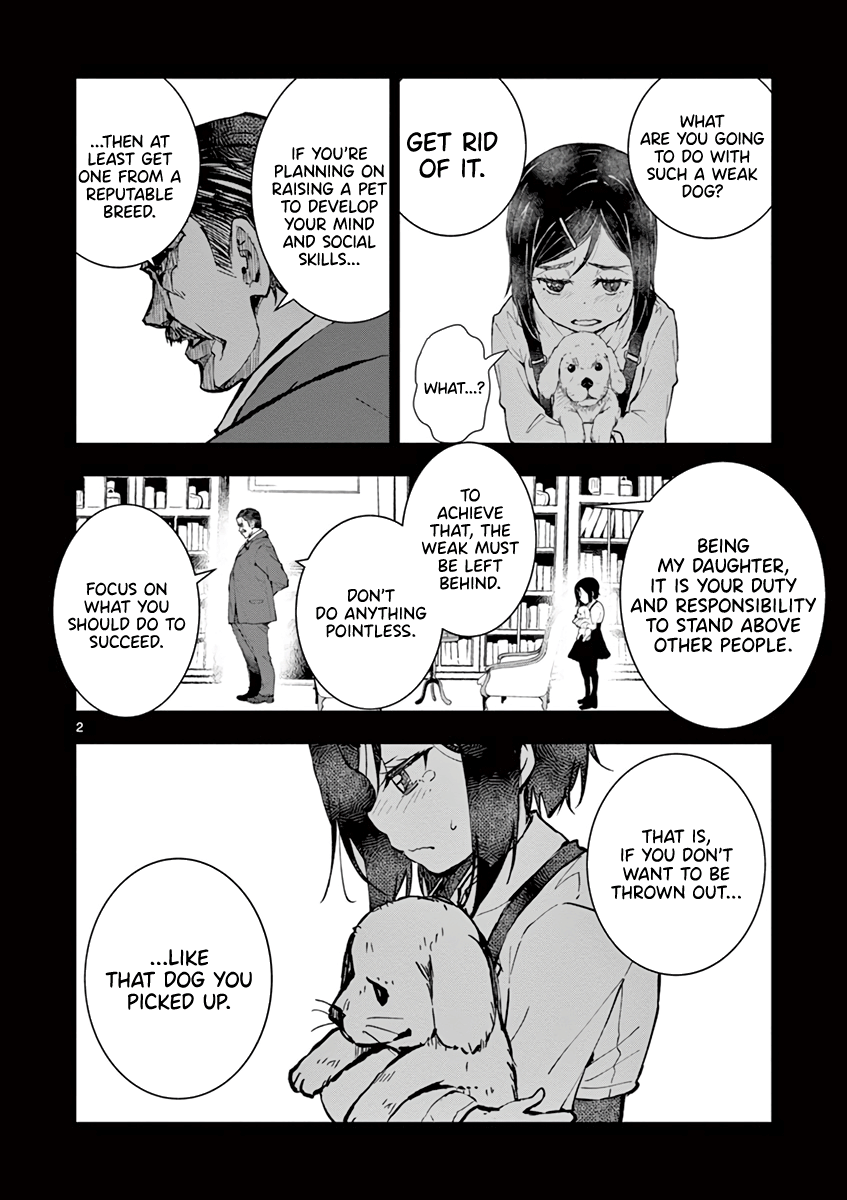 WHAT
ARE YOU GOING
TO DO WITH
SUCH A WEAK
DOG?
GET RID
OF IT.
WHAT...?
IF YOU'RE
PLANNING ON
RAISING A PET
TO DEVELOP
YOUR MIND
AND SOCIAL
SKILLS...
...THEN AT
LEAST GET
ONE FROM A
REPUTABLE
BREED.
BEING
MY DAUGHTER,
IT IS YOUR DUTY
AND RESPONSIBILITY
TO STAND ABOVE
OTHER PEOPLE.
TO
ACHIEVE
THAT, THE
WEAK MUST
BE LEFT
BEHIND.
DON'T
DO ANYTHING
POINTLESS.
FOCUS ON
WHAT YOU
SHOULD DO TO
SUCCEED.
2
THAT IS,
IF YOU DON'T
WANT TO BE
THROWN OUT...
...LIKE
THAT DOG YOU
PICKED UP.